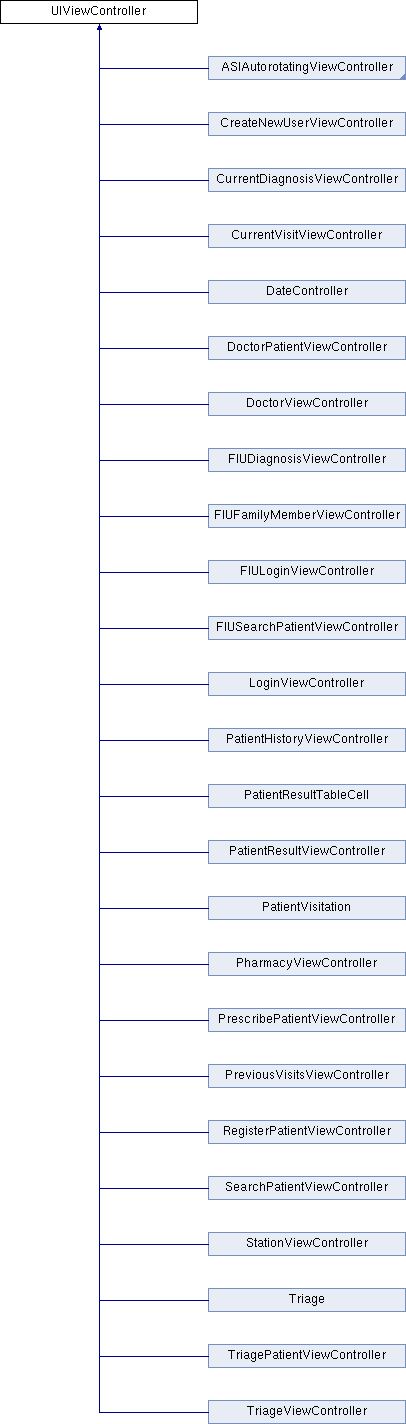 UIViewController
ASIAutorotatingViewController
CreateNewUserViewController
CurrentDiagnosisViewController
CurrentVisitViewController
DateController
DoctorPatientViewController
DoctorViewController
FIUDiagnosisViewController
FIUFamilyMemberViewController
FIULoginViewController
FIUSearchPatientViewController
LoginViewController
PatientHistoryViewController
PatientResultTableCell
PatientResultViewController
PatientVisitation
PharmacyViewController
PrescribePatientViewController
PreviousVisitsViewController
RegisterPatientViewController
SearchPatientViewController
StationViewController
Triage
TriagePatientViewController
TriageViewController